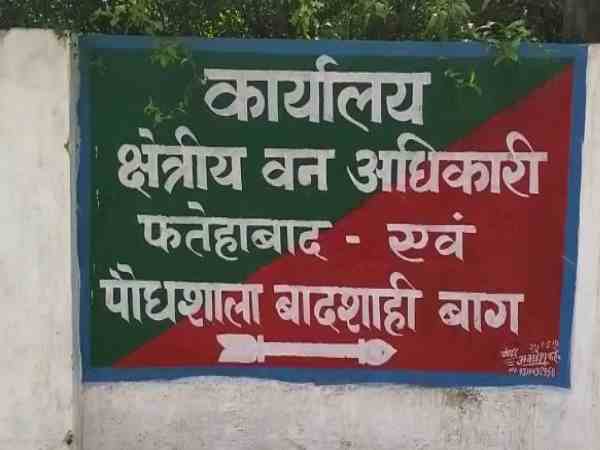 कार्यालय
क्षेत्रीय वन अधिकारी
फतेहाबाद - एवं
पौधशाला बादशाही बाग